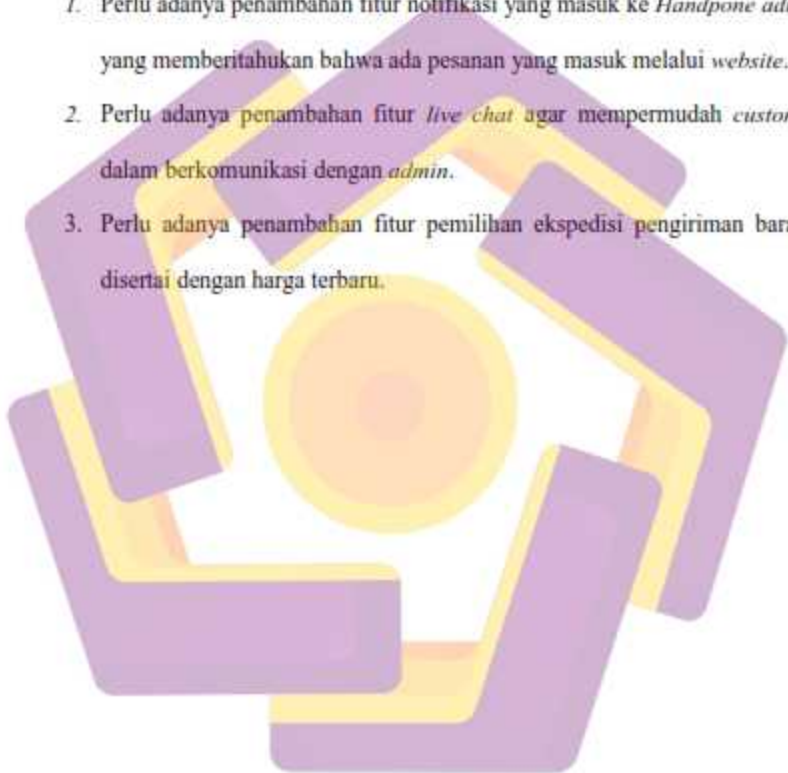 1. Perlu adanya penambahan fitur notifikasi yang masuk ke Handpone
yang memberitahukan bahwa ada pesanan yang masuk melalui website.
2. Perlu adanya penambahan fitur live chat agar mempermudah
dalam berkomunikasi dengan admin.
3. Perlu adanya penambahan fitur pemilihan ekspedisi pengiriman
disertai dengan harga terbaru.